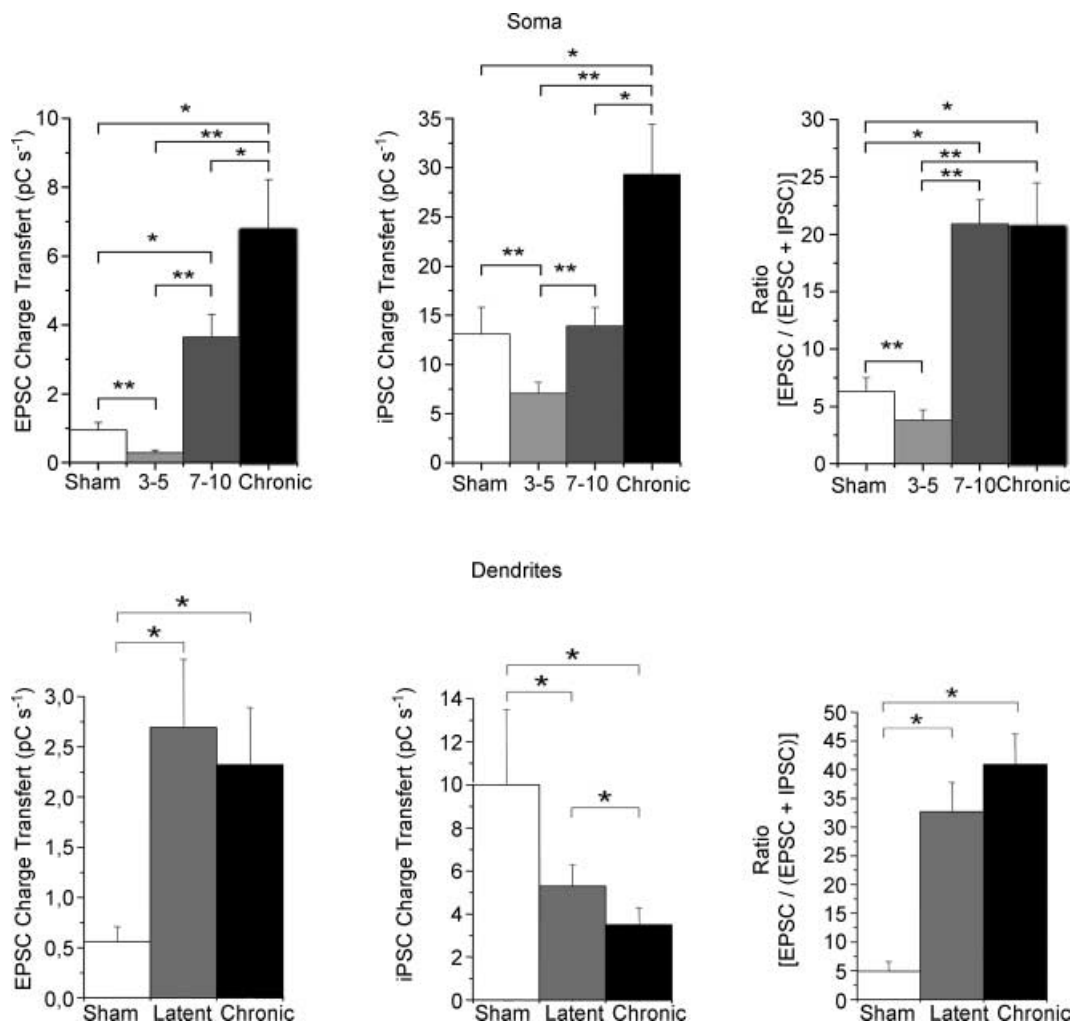 Soma
* ** * * ** **
EPSC Charge Transfert (pC s-1)
10
8
6
4
2
0
Sham 3-5 7-10 Chronic
* ** * ** **
iPSC Charge Transfert (pC s-1)
35
30
25
20
15
10
5
0
Sham 3-5 7-10 Chronic
* * ** ** **
Ratio
[EPSC / (EPSC + IPSC)]
30
25
20
15
10
5
0
Sham 3-5 7-10 Chronic
Dendrites
* *
EPSC Charge Transfert (pC s-1)
3,0
2,5
2,0
1,5
1,0
0,5
0,0
Sham Latent Chronic
* * *
iPSC Charge Transfert (pC s-1)
14
12
10
8
6
4
2
0
Sham Latent Chronic
* *
Ratio
[EPSC / (EPSC + IPSC)]
50
45
40
35
30
25
20
15
10
5
0
Sham Latent Chronic